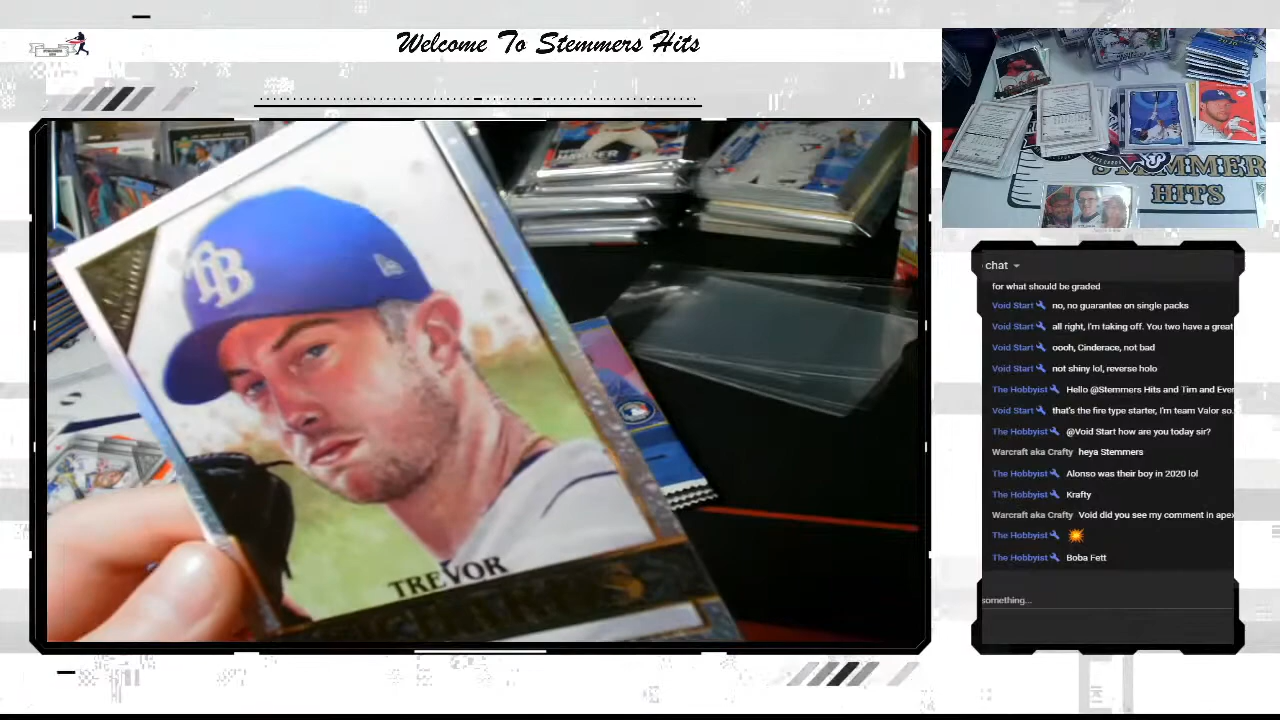 Welcome To Stemmers Hits
HARPER
TB
TREVOR
STEMMERS
HITS
chat
for what should be graded
Void Start no, no guarantee on single packs
Void Start all right, I'm taking off. You two have a great
Void Start oooh, Cinderace, not bad
Void Start not shiny lol, reverse holo
The Hobbyist Hello @Stemmers Hits and Tim and Ever
Void Start that's the fire type starter, I'm team Valor so.
The Hobbyist @Void Start how are you today sir?
Warcraft aka Crafty heya Stemmers
The Hobbyist Alonso was their boy in 2020 lol
The Hobbyist Krafty
Warcraft aka Crafty Void did you see my comment in apex
The Hobbyist 💥
The Hobbyist Boba Fett
something...